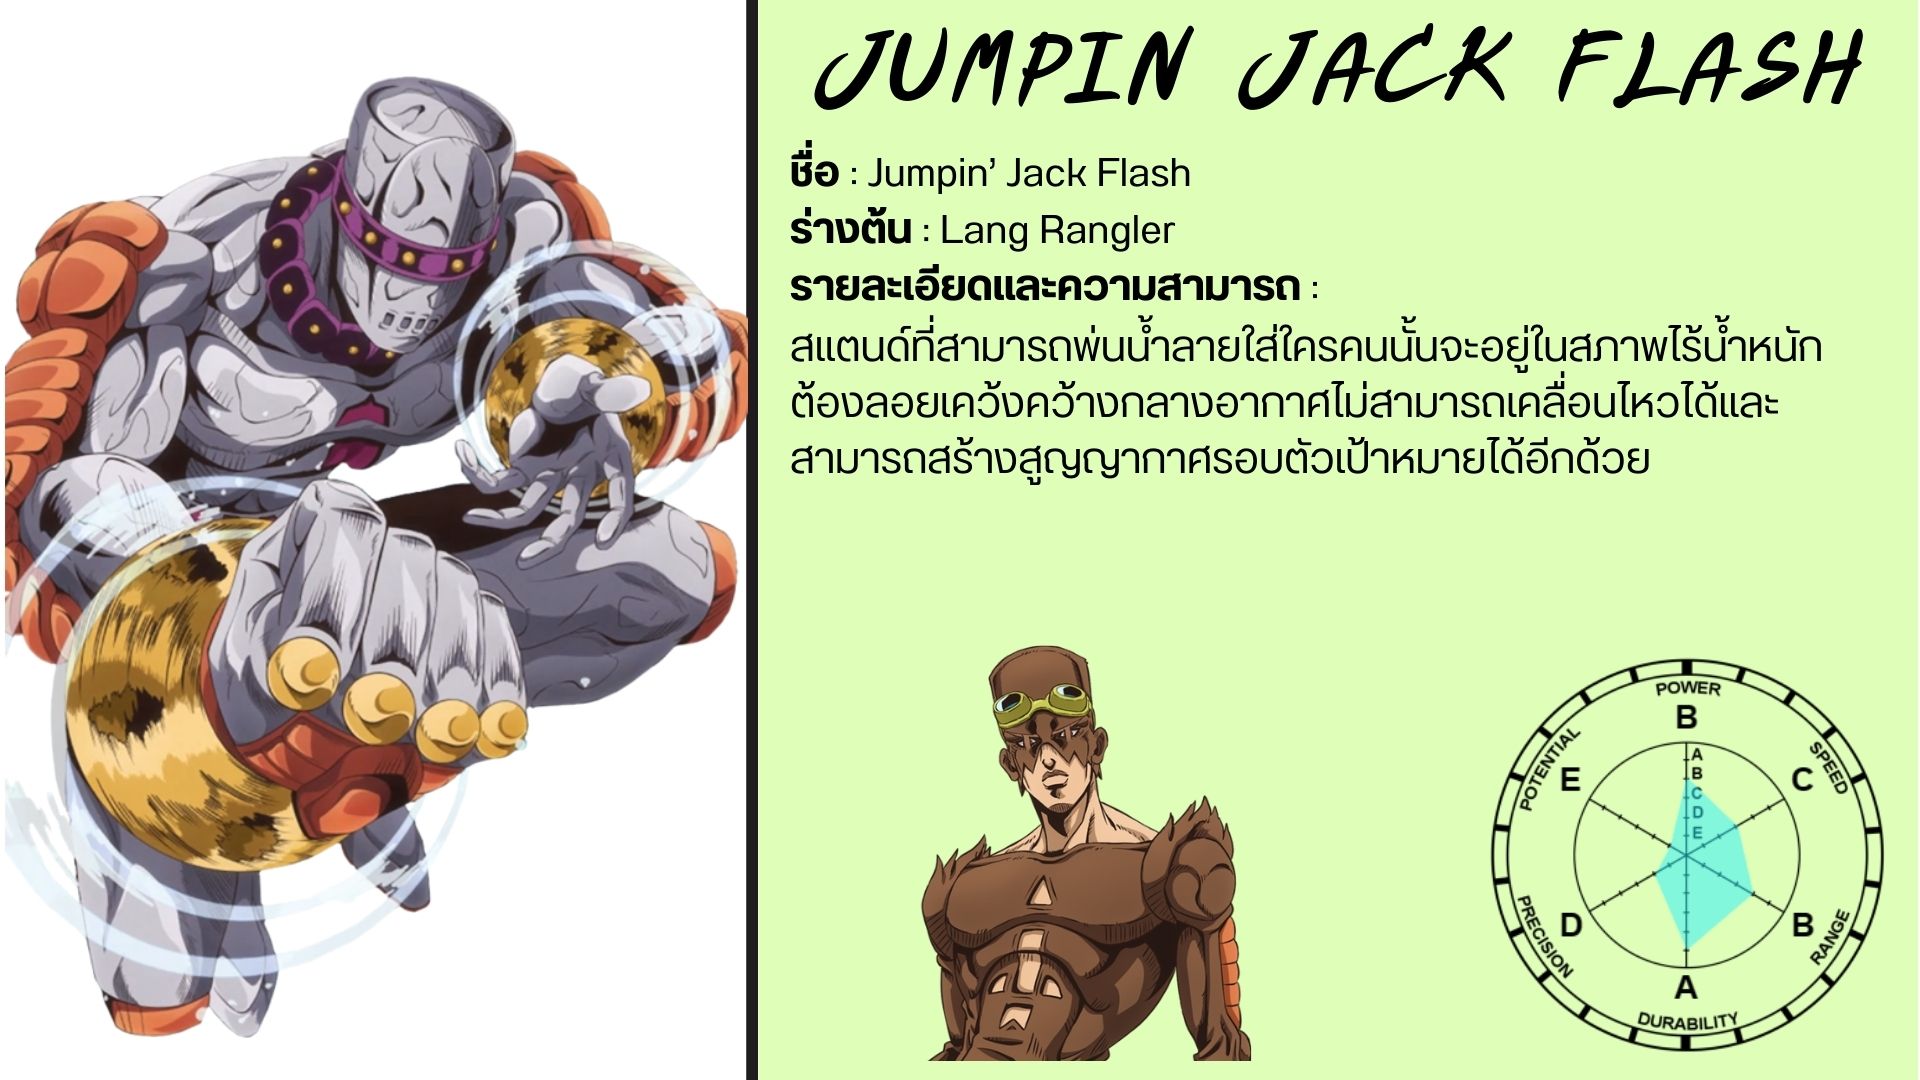 JUMPIN JACK FLASH
ชื่อ : Jumpin’ Jack Flash
ร่างต้น : Lang Rangler
รายละเอียดและความสามารถ :
สแตนด์ที่สามารถพ่นน้ำลายใส่ใครคนนั้นจะอยู่ในสภาพไร้น้ำหนัก
ต้องลอยเคว้งคว้างกลางอากาศไม่สามารถเคลื่อนไหวได้และ
สามารถสร้างสูญญากาศรอบตัวเป้าหมายได้อีกด้วย
POWER
B
SPEED
C
RANGE
B
DURABILITY
A
PRECISION
D
POTENTIAL
E
A
B
C
D
E